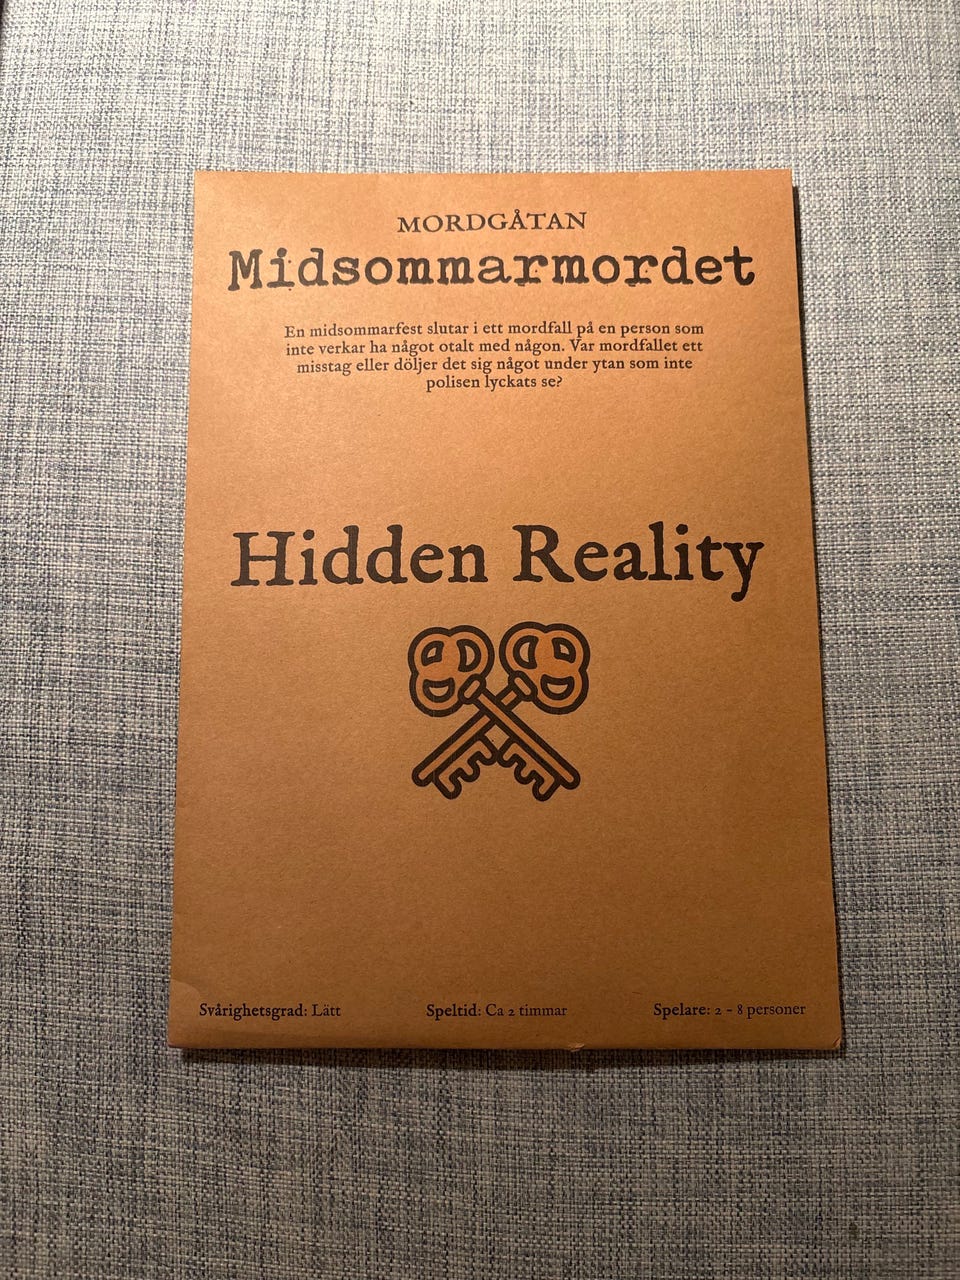 MORDGÅTAN
Midsommarmordet
En midsommarfest slutar i ett mordfall på en person som
inte verkar ha något otalt med någon. Var mordfallet ett
misstag eller döljer det sig något under ytan som inte
polisen lyckats se?
Hidden Reality
Svårighetsgrad: Lätt
Speltid: Ca 2 timmar
Spelare: 2 - 8 personer